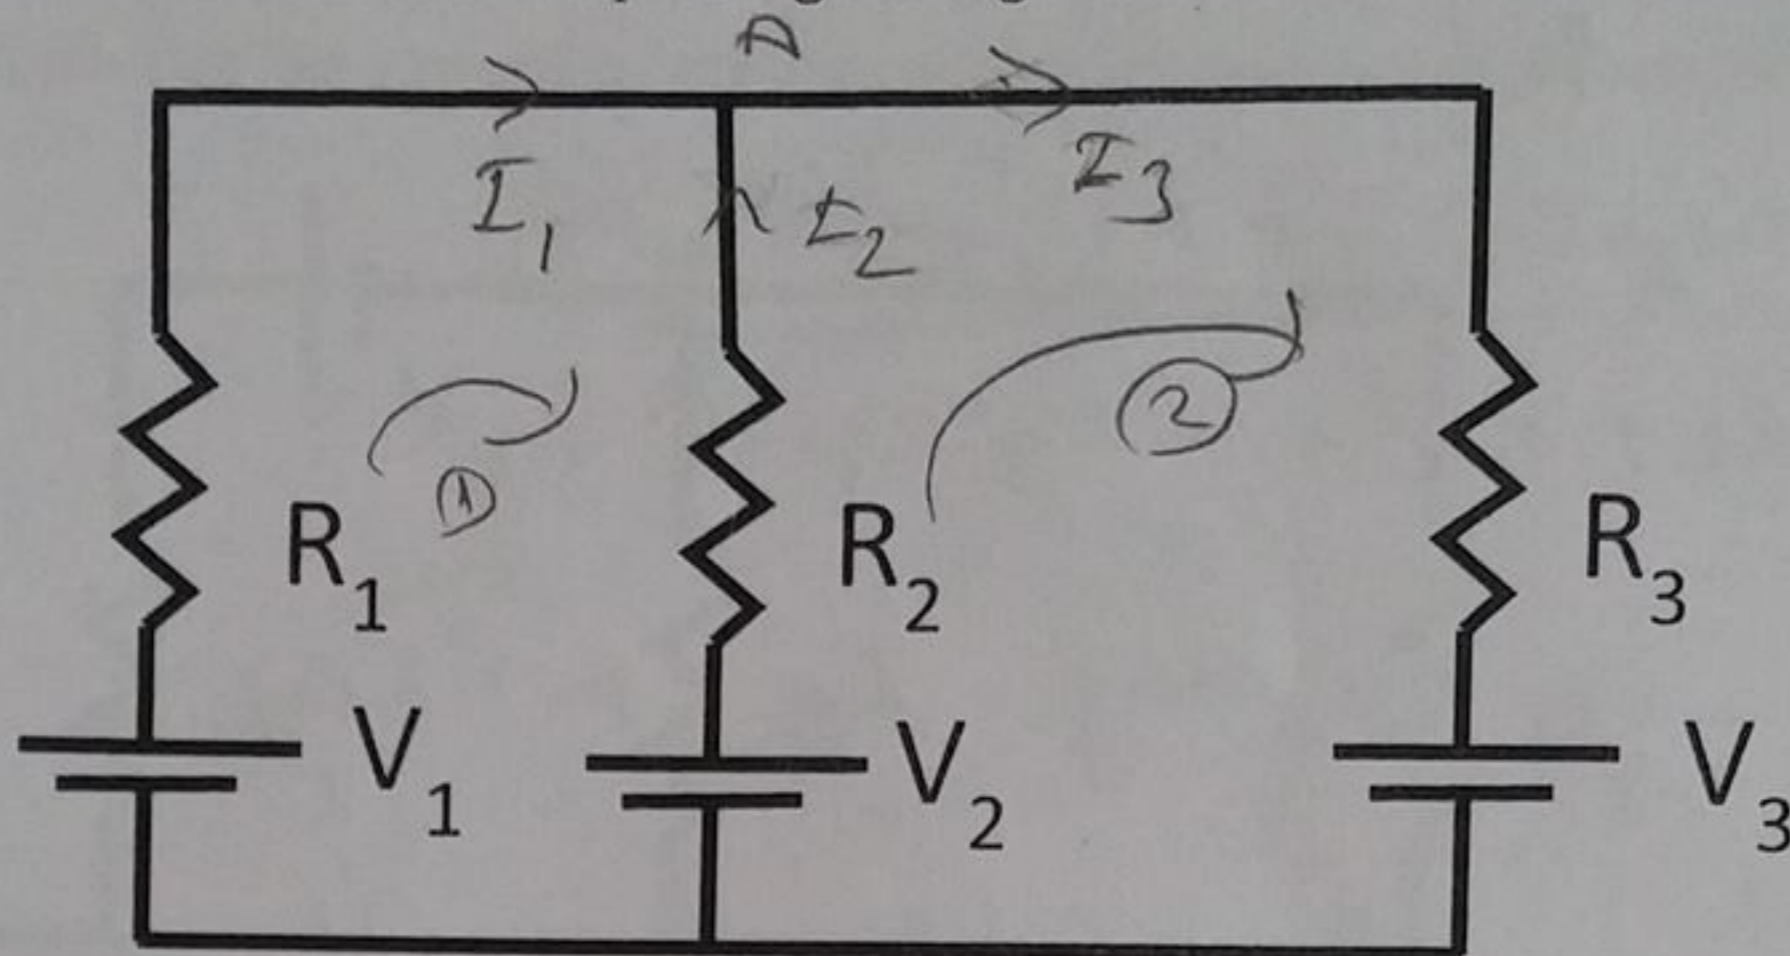 A
I₁ I₂ I₃
① ②
R₁ R₂ R₃
V₁ V₂ V₃